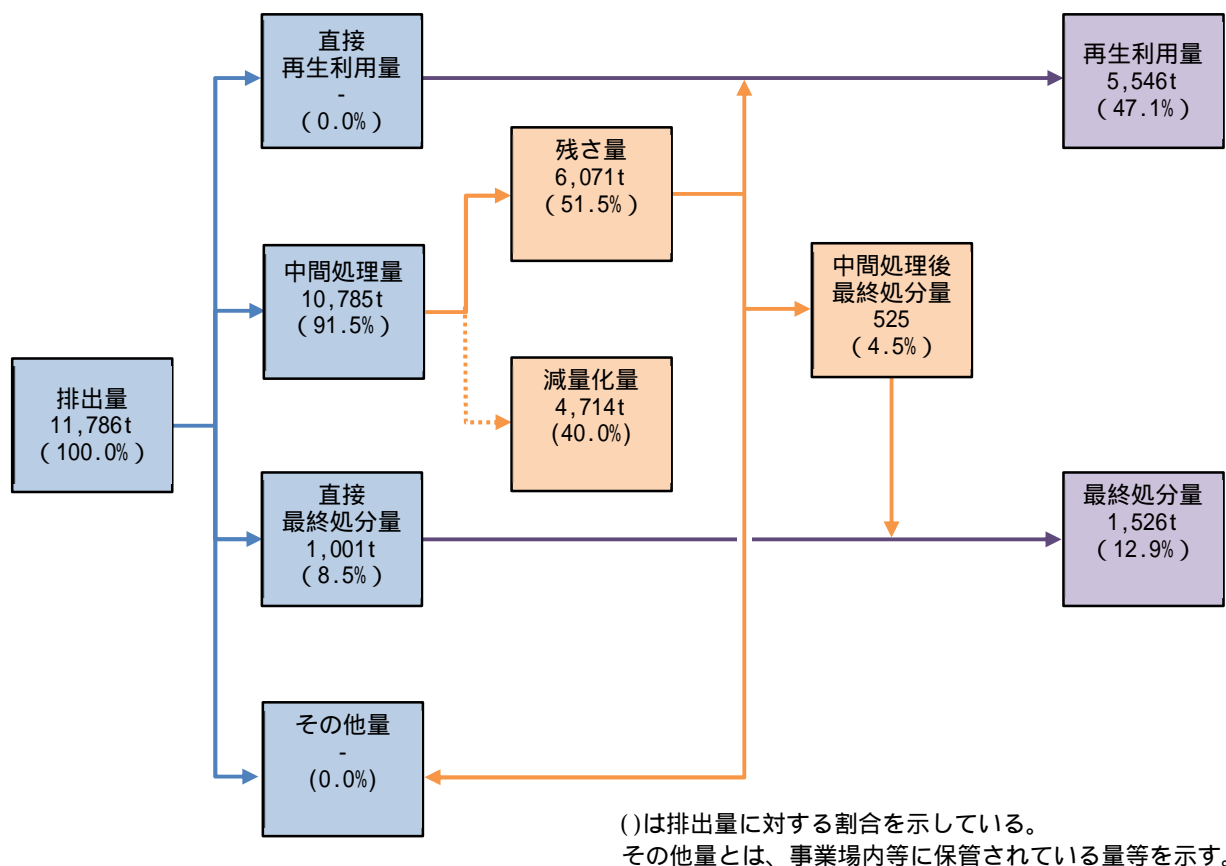 直接
再生利用量
-
(0.0%)
再生利用量
5,546t
(47.1%)
残さ量
6,071t
(51.5%)
中間処理量
10,785t
(91.5%)
中間処理後
最終処分量
525
(4.5%)
減量化量
4,714t
(40.0%)
排出量
11,786t
(100.0%)
直接
最終処分量
1,001t
(8.5%)
最終処分量
1,526t
(12.9%)
その他量
-
(0.0%)
()は排出量に対する割合を示している。
その他量とは、事業場内等に保管されている量等を示す。